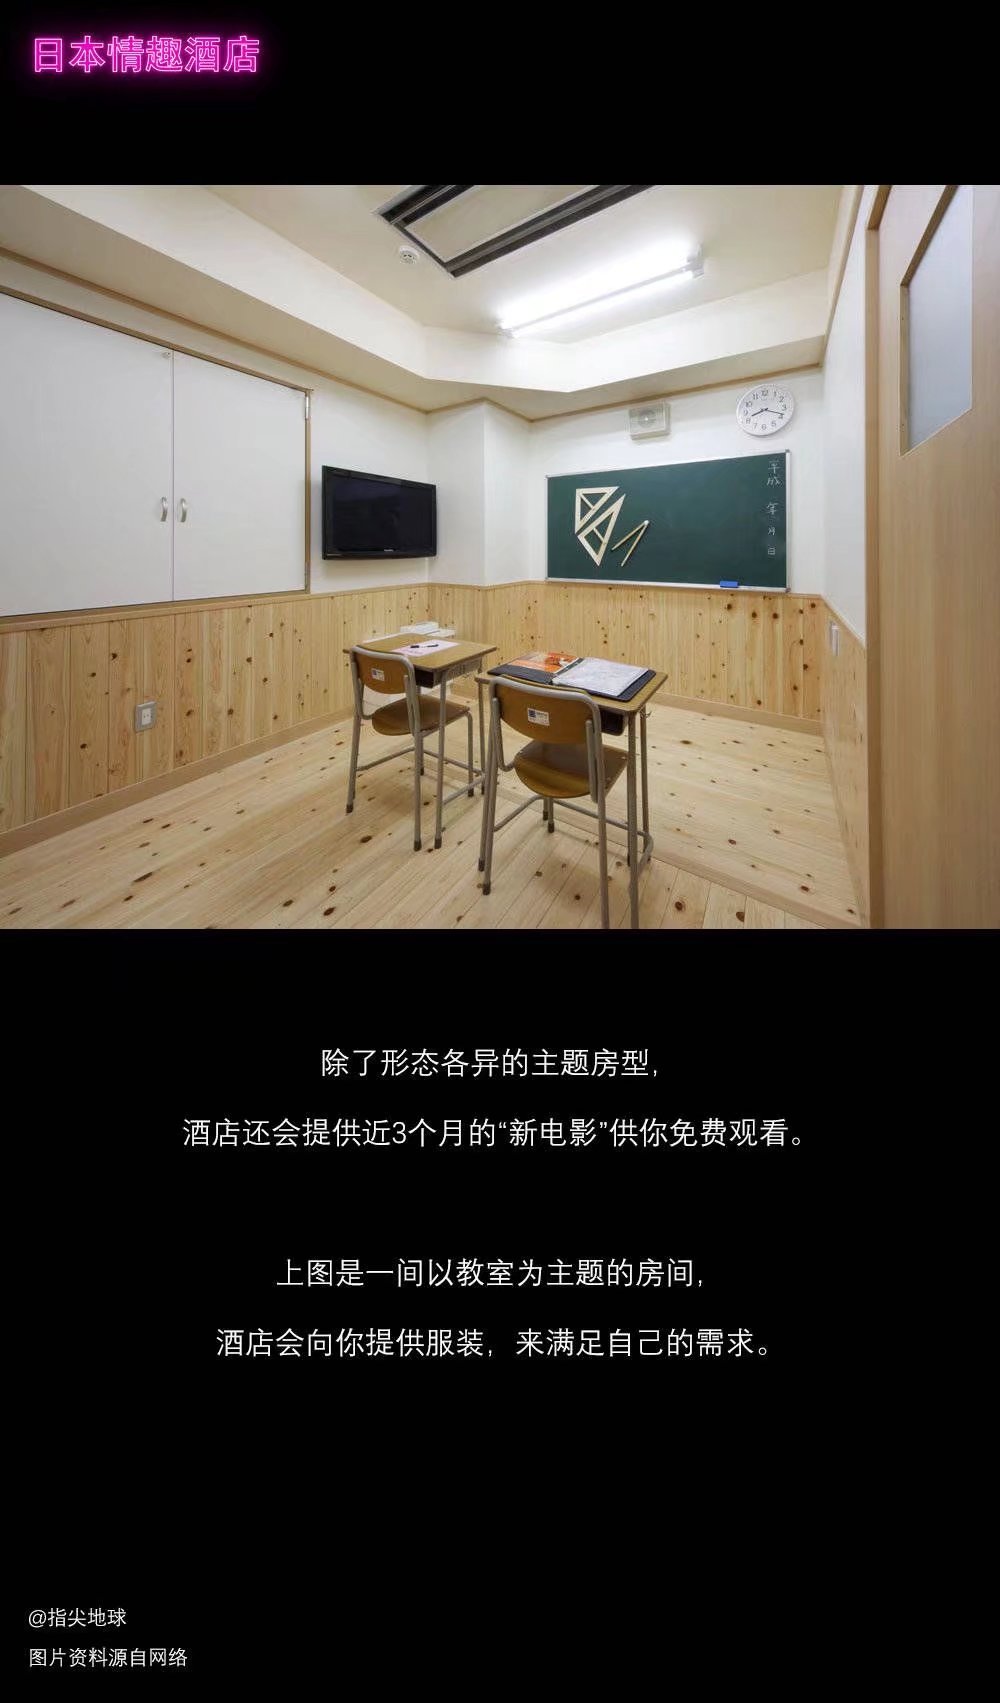 日本情趣酒店
平成 年 月 日
除了形态各异的主题房型,
酒店还会提供近3个月的“新电影”供你免费观看。
上图是一间以教室为主题的房间,
酒店会向你提供服装, 来满足自己的需求。
@指尖地球
图片资料源自网络